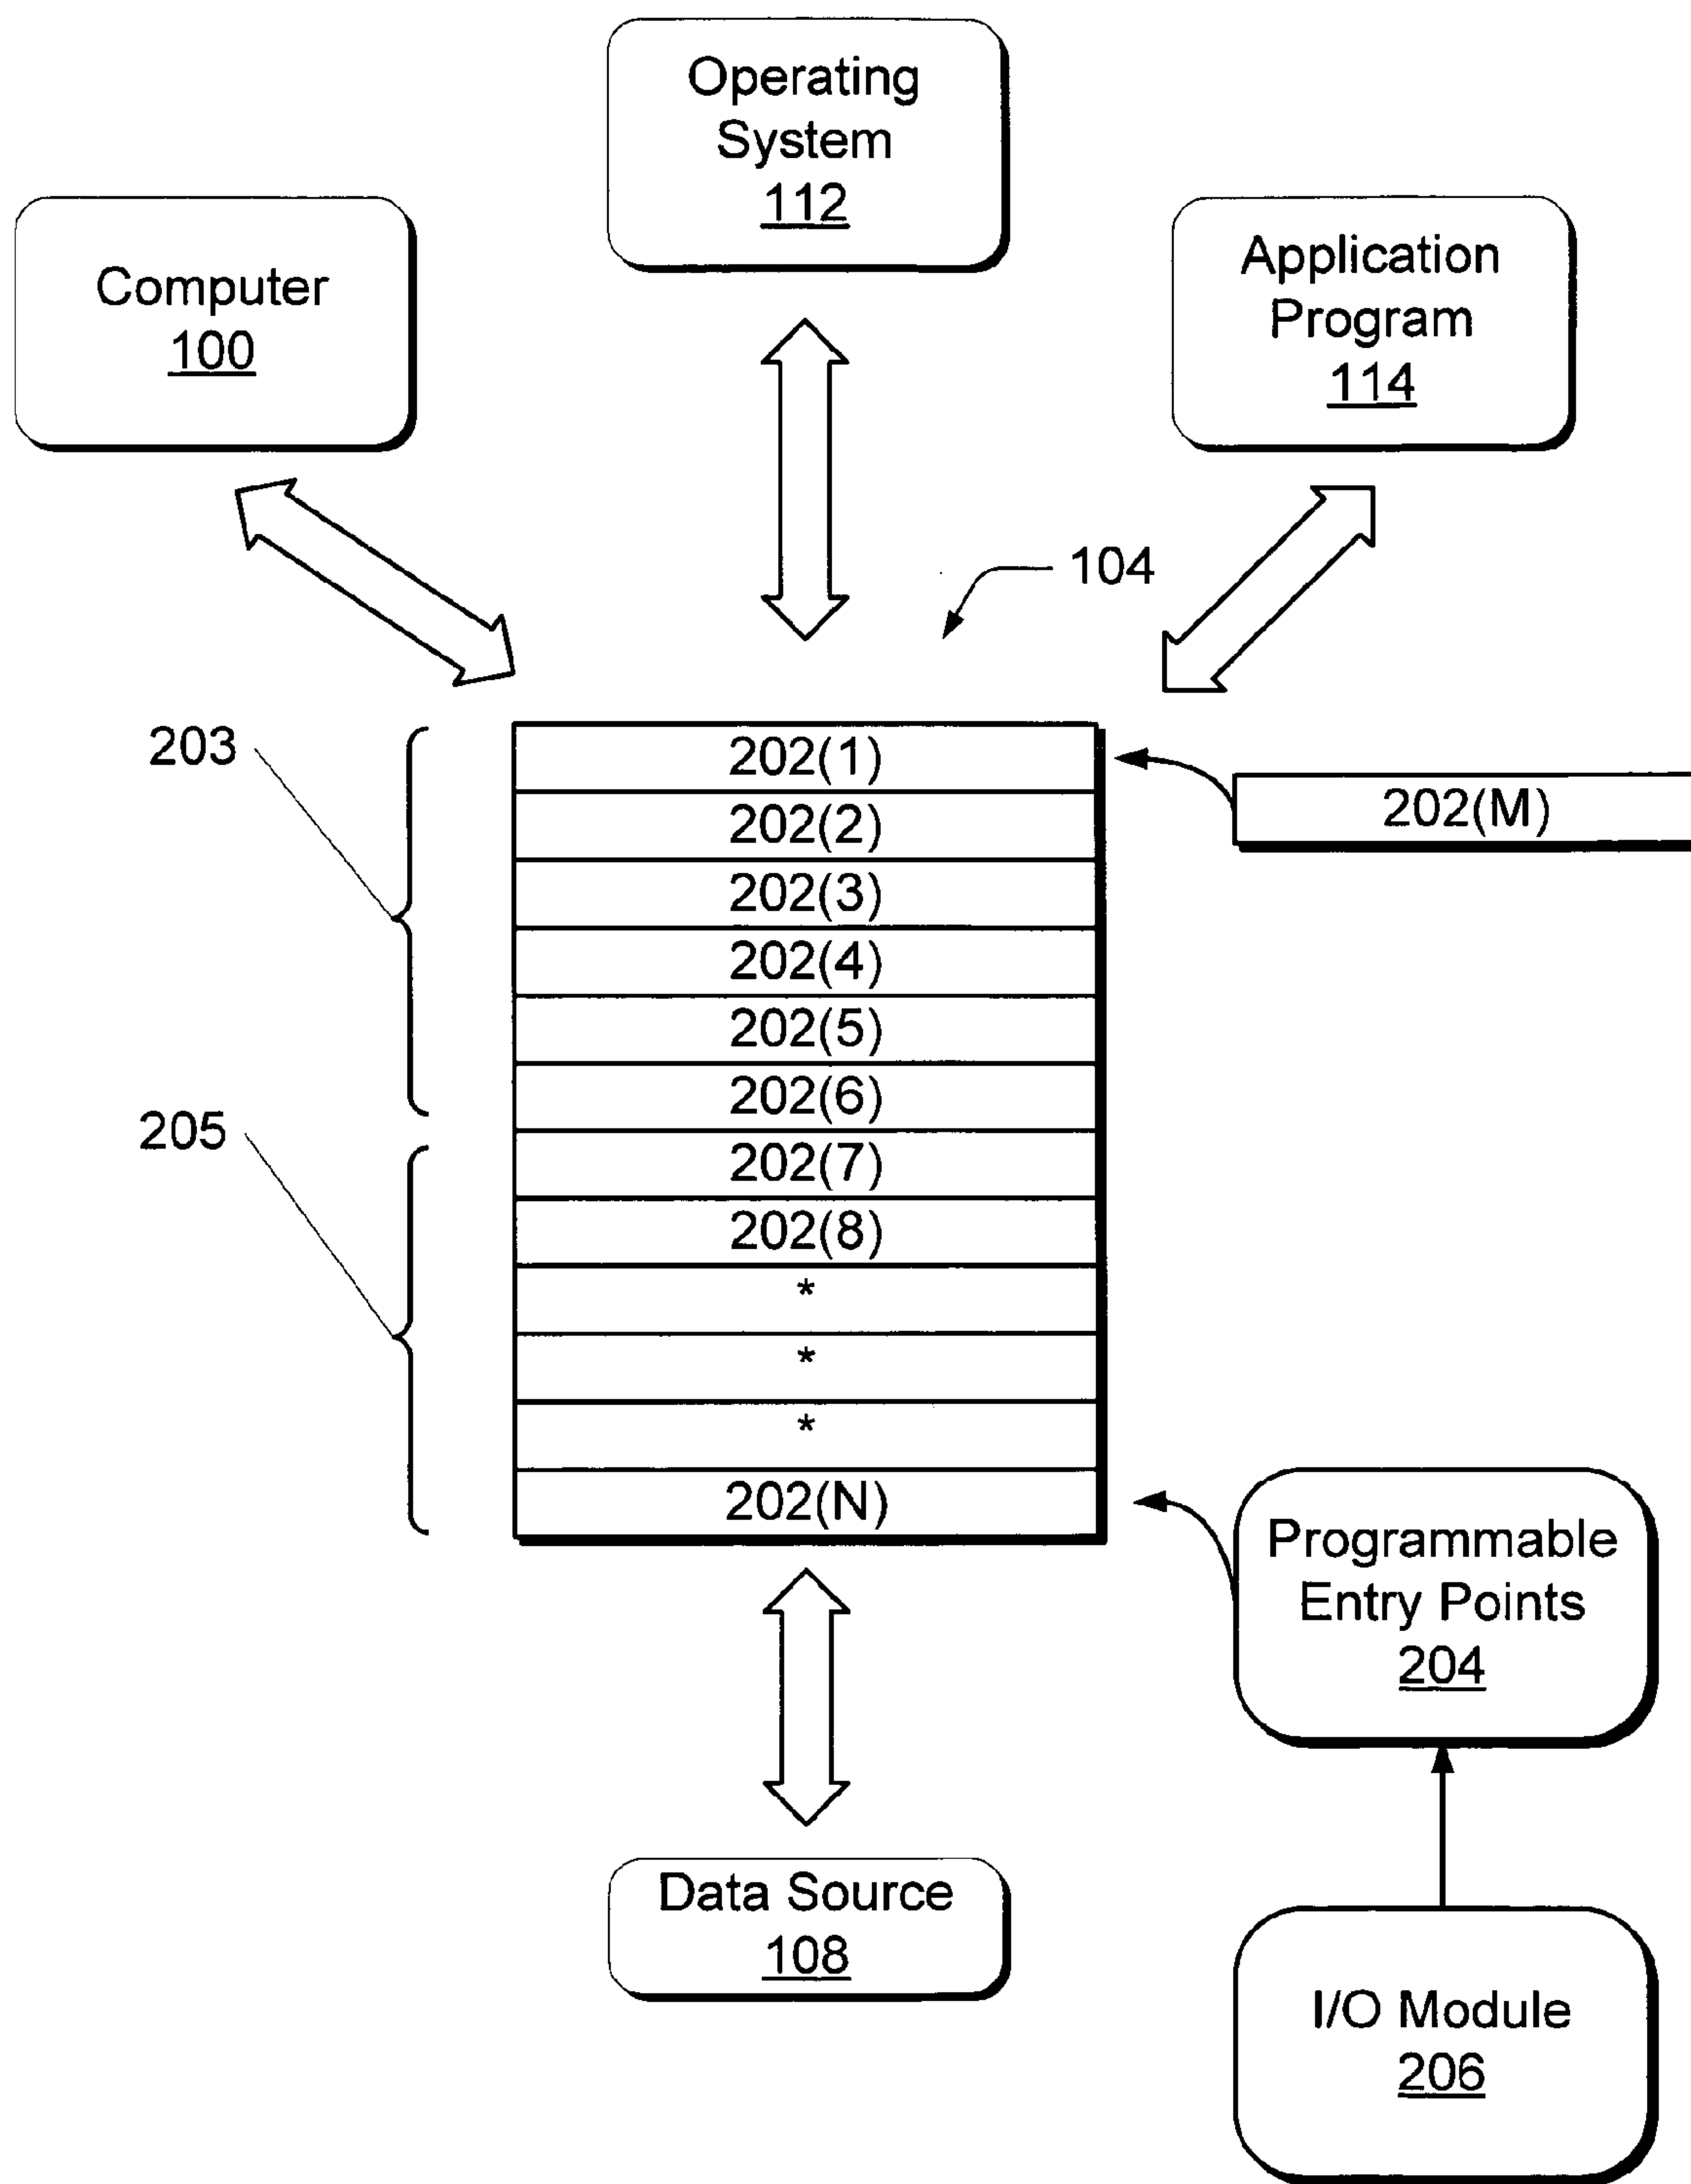 Operating
System
112
Computer
100
Application
Program
114
104
203
202(1)
202(M)
202(2)
202(3)
202(4)
202(5)
202(6)
205
202(7)
202(8)
*
*
*
202(N)
Programmable
Entry Points
204
Data Source
108
I/O Module
206